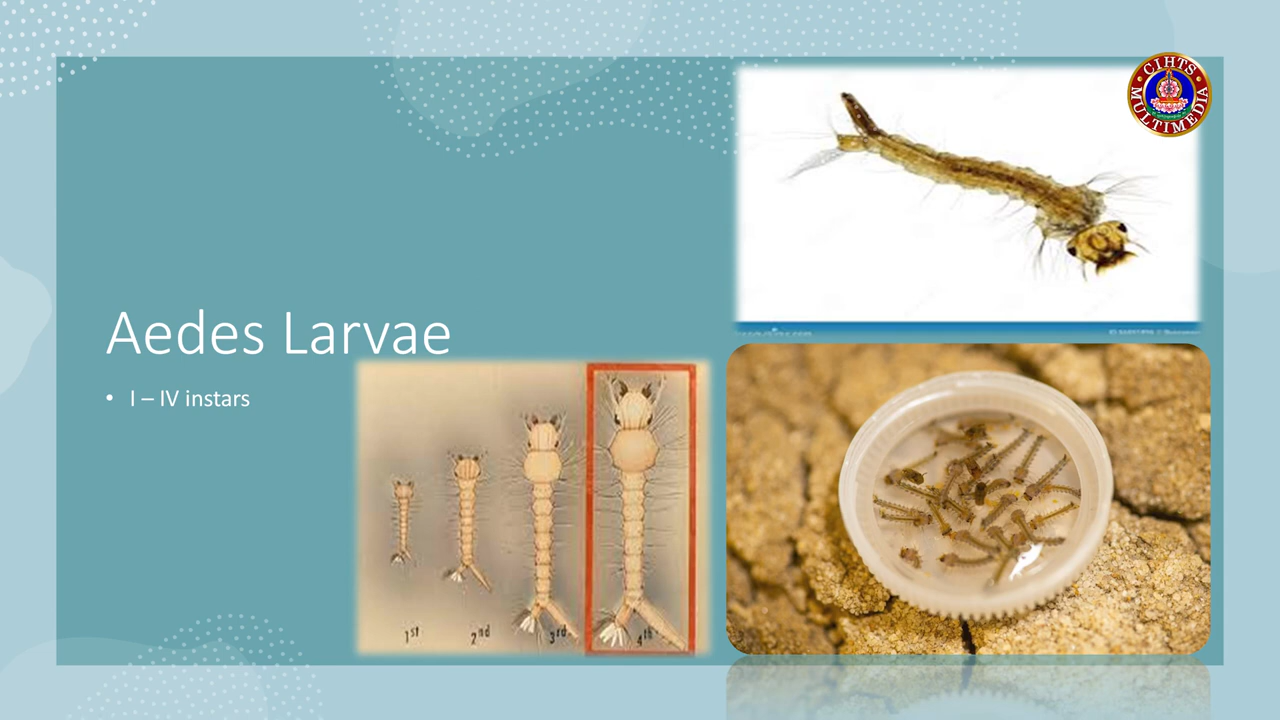 CIHTS
MULTIMEDIA
Aedes Larvae
• I – IV instars
1st
2nd
3rd
4th